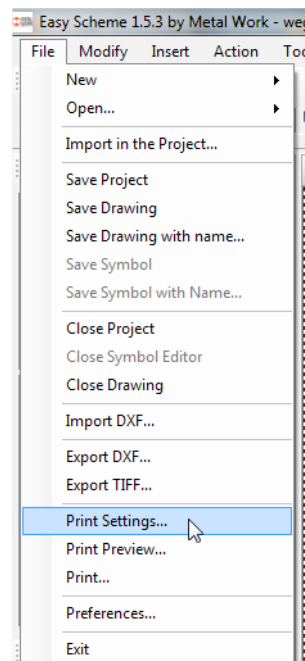 Easy Scheme 1.5.3 by Metal Work - we
File Modify Insert Action Too
New
Open...
Import in the Project...
Save Project
Save Drawing
Save Drawing with name...
Save Symbol
Save Symbol with Name...
Close Project
Close Symbol Editor
Close Drawing
Import DXF...
Export DXF...
Export TIFF...
Print Settings...
Print Preview...
Print...
Preferences...
Exit